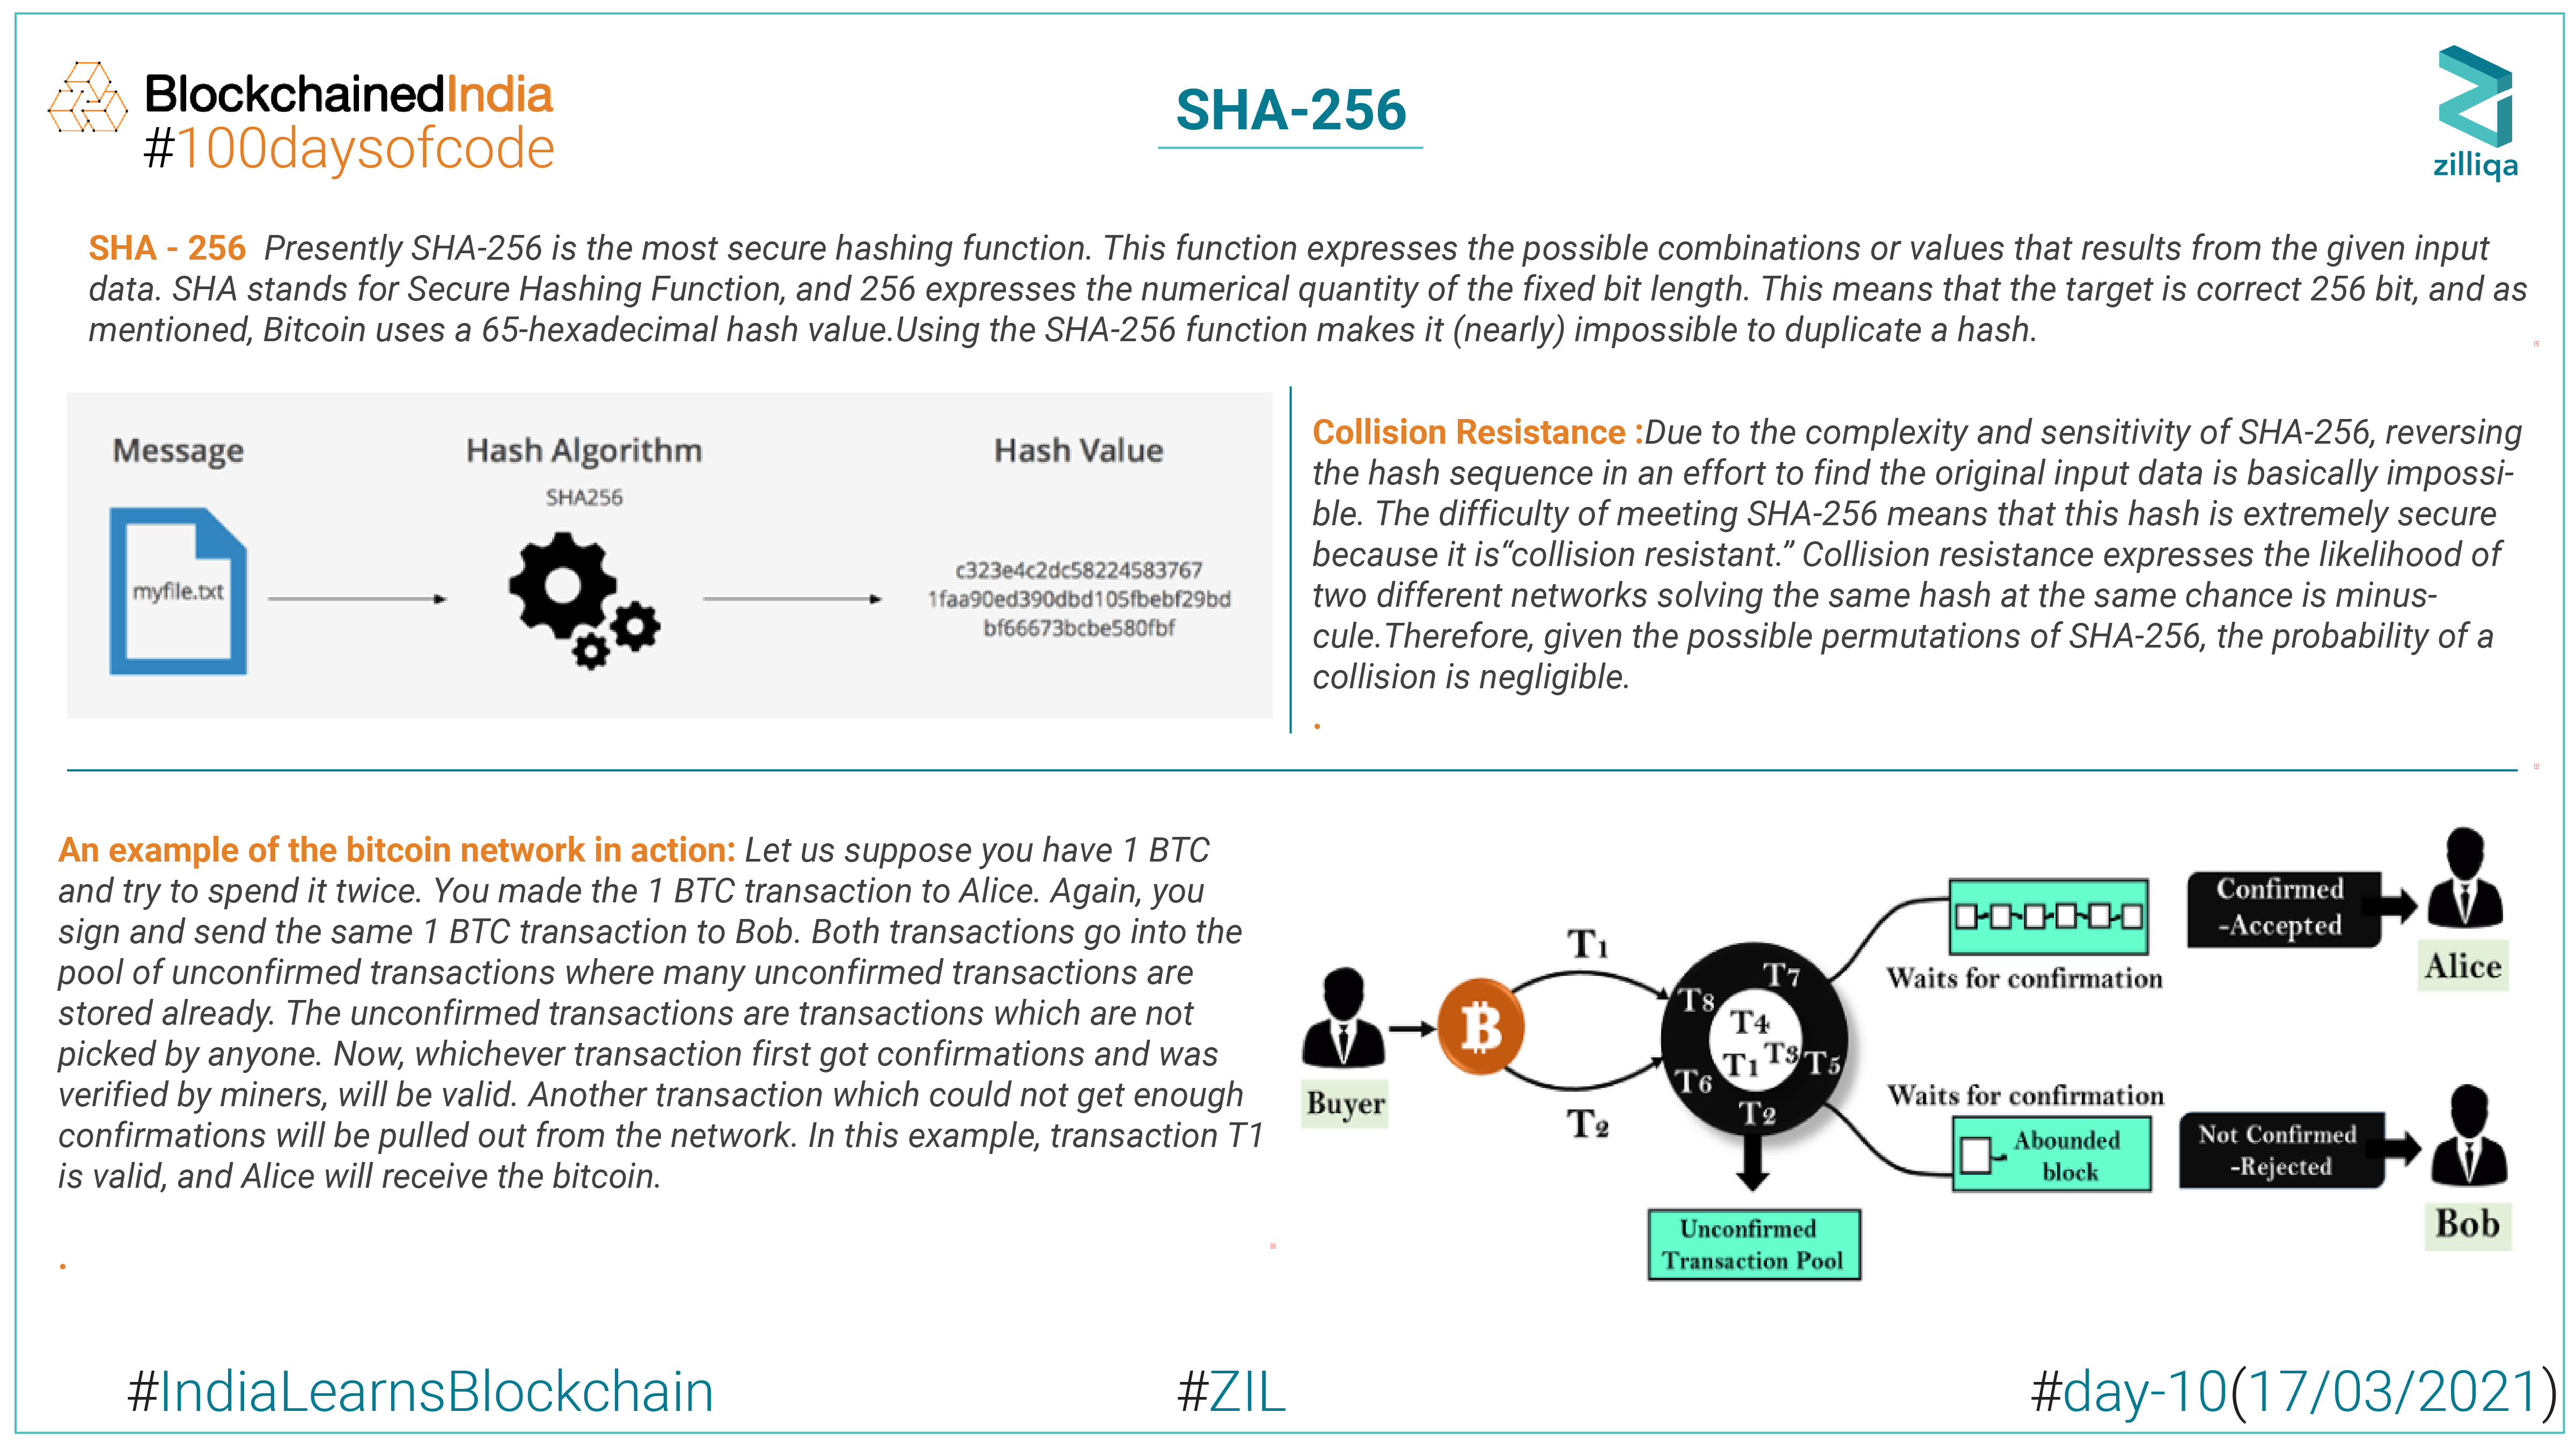 BlockchainedIndia
#100daysofcode
SHA-256
zilliqa
SHA - 256 Presently SHA-256 is the most secure hashing function. This function expresses the possible combinations or values that results from the given input
data. SHA stands for Secure Hashing Function, and 256 expresses the numerical quantity of the fixed bit length. This means that the target is correct 256 bit, and as
mentioned, Bitcoin uses a 65-hexadecimal hash value.Using the SHA-256 function makes it (nearly) impossible to duplicate a hash.
Message
Hash Algorithm
Hash Value
SHA256
myfile.txt
c323e4c2dc58224583767
1faa90ed390dbd105fbebf29bd
bf66673bcbe580fbf
Collision Resistance :Due to the complexity and sensitivity of SHA-256, reversing
the hash sequence in an effort to find the original input data is basically impossi-
ble. The difficulty of meeting SHA-256 means that this hash is extremely secure
because it is“collision resistant.” Collision resistance expresses the likelihood of
two different networks solving the same hash at the same chance is minus-
cule.Therefore, given the possible permutations of SHA-256, the probability of a
collision is negligible.
.
An example of the bitcoin network in action: Let us suppose you have 1 BTC
and try to spend it twice. You made the 1 BTC transaction to Alice. Again, you
sign and send the same 1 BTC transaction to Bob. Both transactions go into the
pool of unconfirmed transactions where many unconfirmed transactions are
stored already. The unconfirmed transactions are transactions which are not
picked by anyone. Now, whichever transaction first got confirmations and was
verified by miners, will be valid. Another transaction which could not get enough
confirmations will be pulled out from the network. In this example, transaction T1
is valid, and Alice will receive the bitcoin.
.
Buyer
T1
T2
T7
T8
T4
T1
T3
T5
T6
T2
Unconfirmed
Transaction Pool
Waits for confirmation
Confirmed
-Accepted
Alice
Waits for confirmation
Abounded
block
Not Confirmed
-Rejected
Bob
#IndiaLearnsBlockchain
#ZIL
#day-10(17/03/2021)